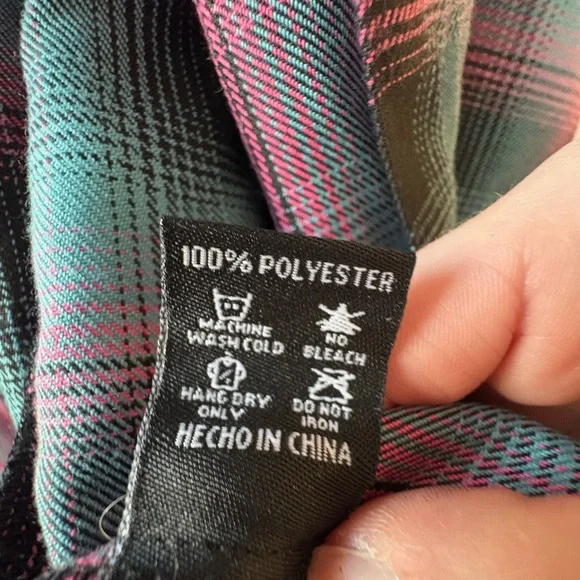 100% POLYESTER
MACHINE WASH COLD
NO BLEACH
HANG DRY ONLY
DO NOT IRON
HECHO IN CHINA